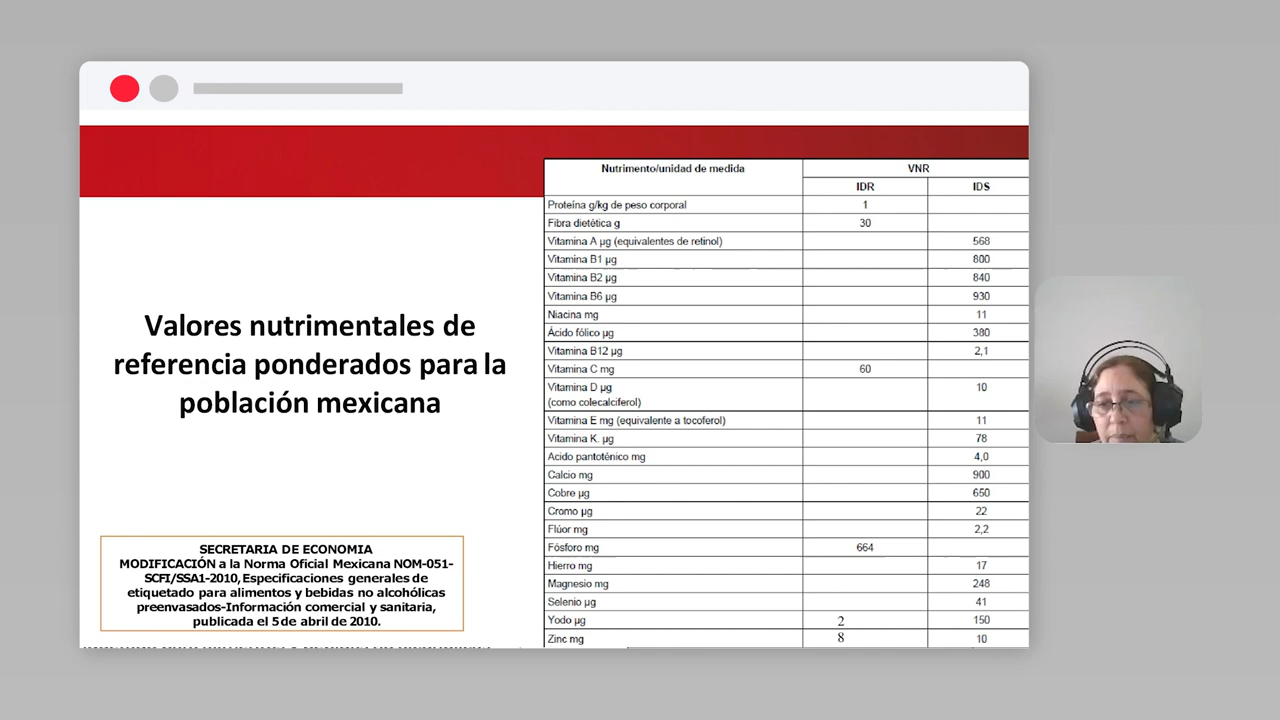 Valores nutrimentales de
referencia ponderados para la
población mexicana
SECRETARIA DE ECONOMIA
MODIFICACIÓN a la Norma Oficial Mexicana NOM-051-
SCFI/SSA1-2010, Especificaciones generales de
etiquetado para alimentos y bebidas no alcohólicas
preenvasados-Información comercial y sanitaria,
publicada el 5 de abril de 2010.
Nutrimento/unidad de medida VNR
IDR IDS
Proteína g/kg de peso corporal 1
Fibra dietética g 30
Vitamina A µg (equivalentes de retinol) 568
Vitamina B1 µg 800
Vitamina B2 µg 840
Vitamina B6 µg 930
Niacina mg 11
Ácido fólico µg 380
Vitamina B12 µg 2,1
Vitamina C mg 60
Vitamina D µg 10
(como colecalciferol)
Vitamina E mg (equivalente a tocoferol) 11
Vitamina K. µg 78
Acido pantoténico mg 4,0
Calcio mg 900
Cobre µg 650
Cromo µg 22
Flúor mg 2,2
Fósforo mg 664
Hierro mg 17
Magnesio mg 248
Selenio µg 41
Yodo µg 2 150
Zinc mg 8 10